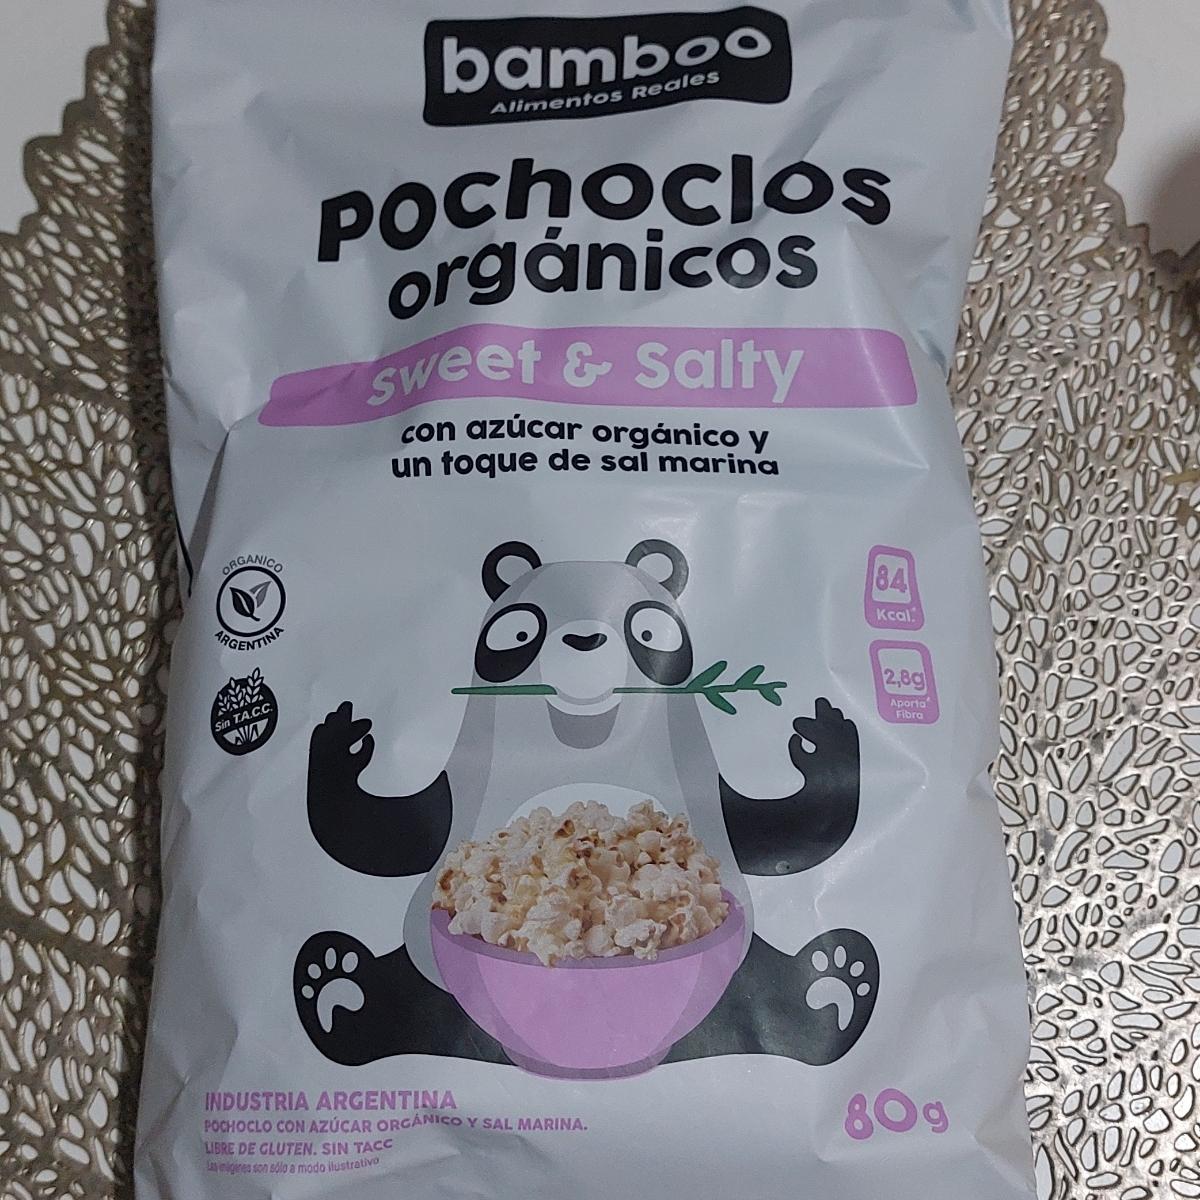 bamboo
Alimentos Reales
Pochoclos
orgánicos
sweet & Salty
con azúcar orgánico y
un toque de sal marina
ORGANICO
ARGENTINA
Sin T.A.C.C.
84
Kcal.*
2,8g
Aporta*
Fibra
INDUSTRIA ARGENTINA
POCHOCLO CON AZÚCAR ORGÁNICO Y SAL MARINA.
LIBRE DE GLUTEN. SIN TACC
Las imágenes son sólo a modo ilustrativo
80g